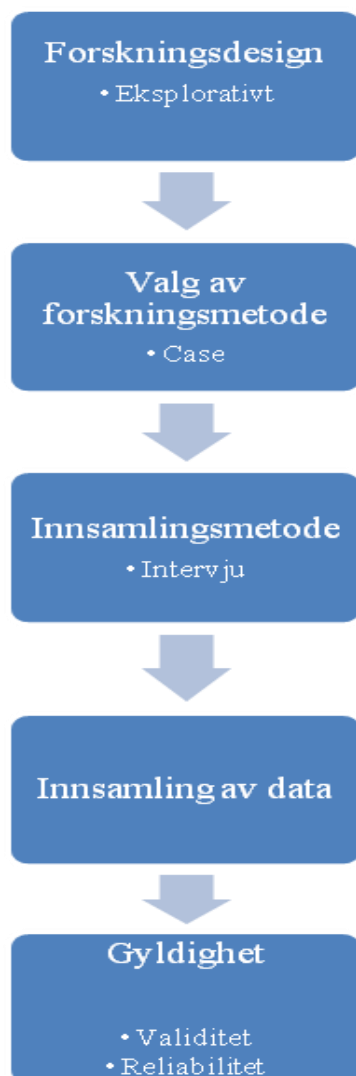 Forskningsdesign
• Eksplorativt
Valg av
forskningsmetode
• Case
Innsamlingsmetode
• Intervju
Innsamling av data
Gyldighet
• Validitet
• Reliabilitet